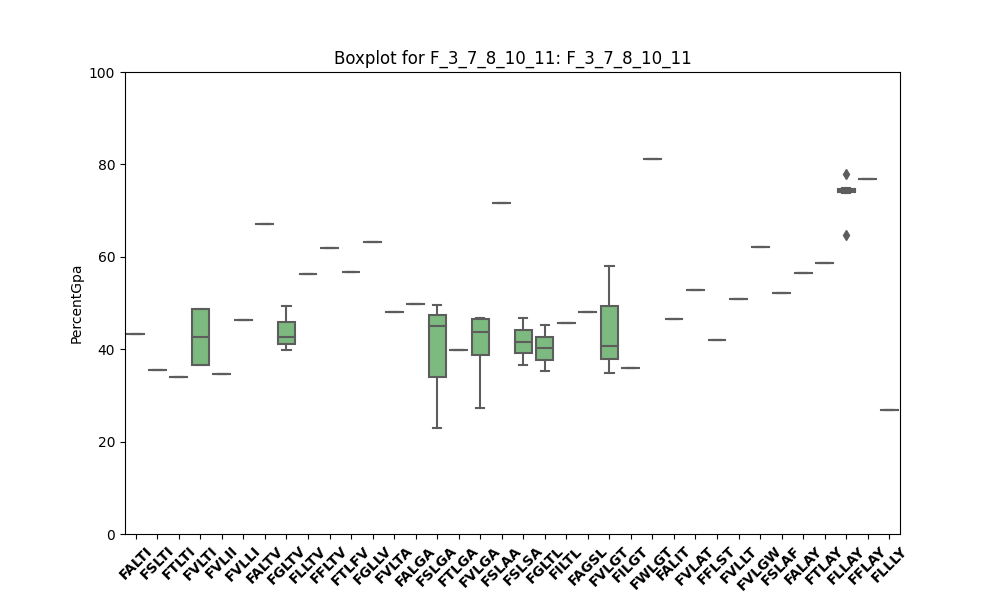 Boxplot for F_3_7_8_10_11: F_3_7_8_10_11
100
80
60
40
20
0
PercentGpa
FALTI
FSLTI
FTLTI
FVLTI
FVLII
FVLLI
FALTV
FGLTV
FLLTV
FFLTV
FTLFV
FGLLV
FVLTA
FALGA
FSLGA
FTLGA
FVLGA
FSLAA
FSLSA
FGLTL
FILTL
FAGSL
FVLGT
FILGT
FWLGT
FALIT
FVLAT
FFLST
FVLLT
FVLGW
FSLAF
FALAY
FTLAY
FLLAY
FFLAY
FLLLY